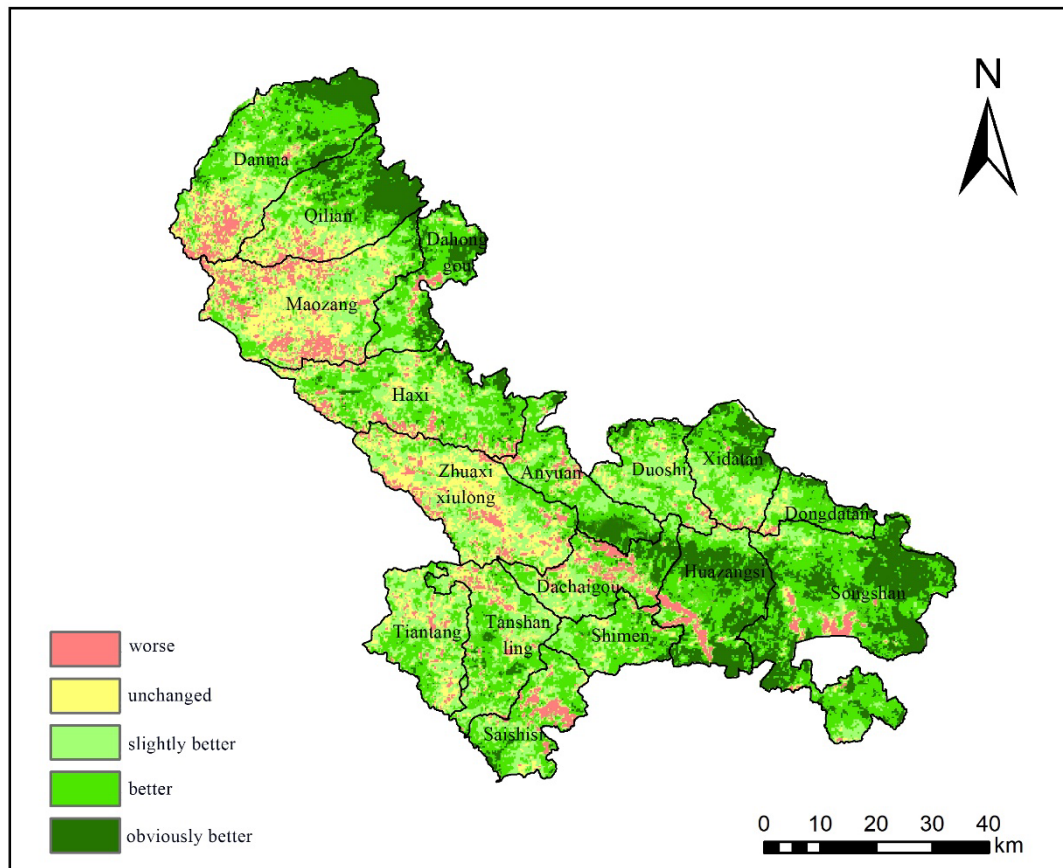 N
Danma
Qilian
Dahong
gou
Maozang
Haxi
Zhuaxi
xiulong
Anyuan
Duoshi
Xidatan
Dongdatan
Dachaigou
Huazangsi
Songshan
Tiantang
Tanshan
ling
Shimen
Saishisi
worse
unchanged
slightly better
better
obviously better
0 10 20 30 40
km